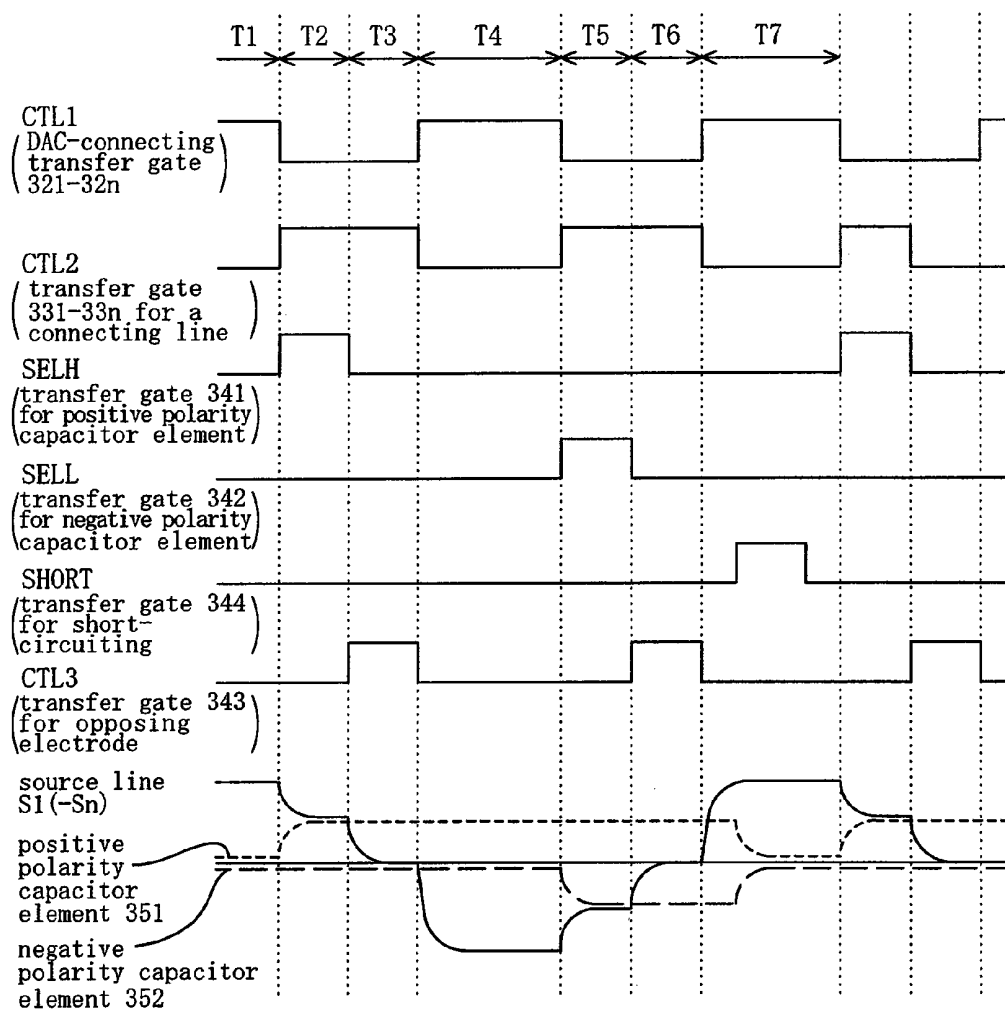 T1 T2 T3 T4 T5 T6 T7
CTL1
(DAC-connecting
transfer gate
321-32n)
CTL2
(transfer gate
331-33n for a
connecting line)
SELH
(transfer gate 341
for positive polarity
capacitor element)
SELL
(transfer gate 342
for negative polarity
capacitor element)
SHORT
(transfer gate 344
for short-
circuiting)
CTL3
(transfer gate 343
for opposing
electrode)
source line
S1(-Sn)
positive
polarity
capacitor
element 351
negative
polarity capacitor
element 352